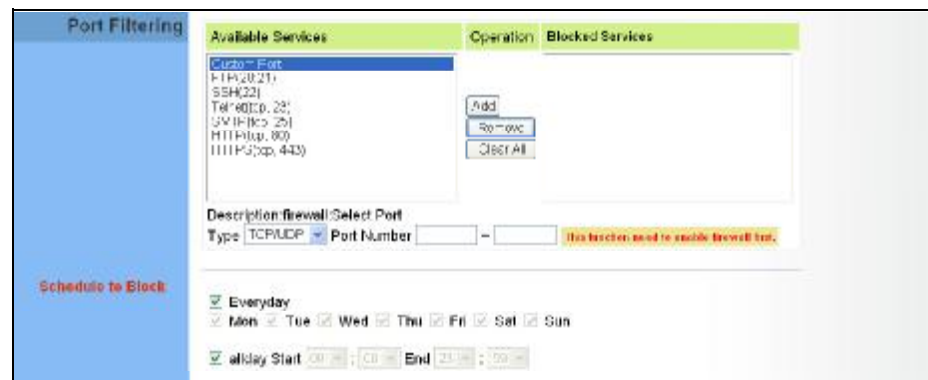 Port Filtering
Available Services Operation Blocked Services
Custom Port
FTP(20,21)
SSH(22)
Telnet(tcp, 23)
SMTP(tcp, 25)
HTTP(tcp, 80)
HTTPS(tcp, 443)
Add
Remove
Clear All
Description:firewall:Select Port
Type TCP/UDP Port Number –
this function need to enable firewall first.
Schedule to Block
Everyday
Mon Tue Wed Thu Fri Sat Sun
allday Start 00 : 00 End 23 : 59